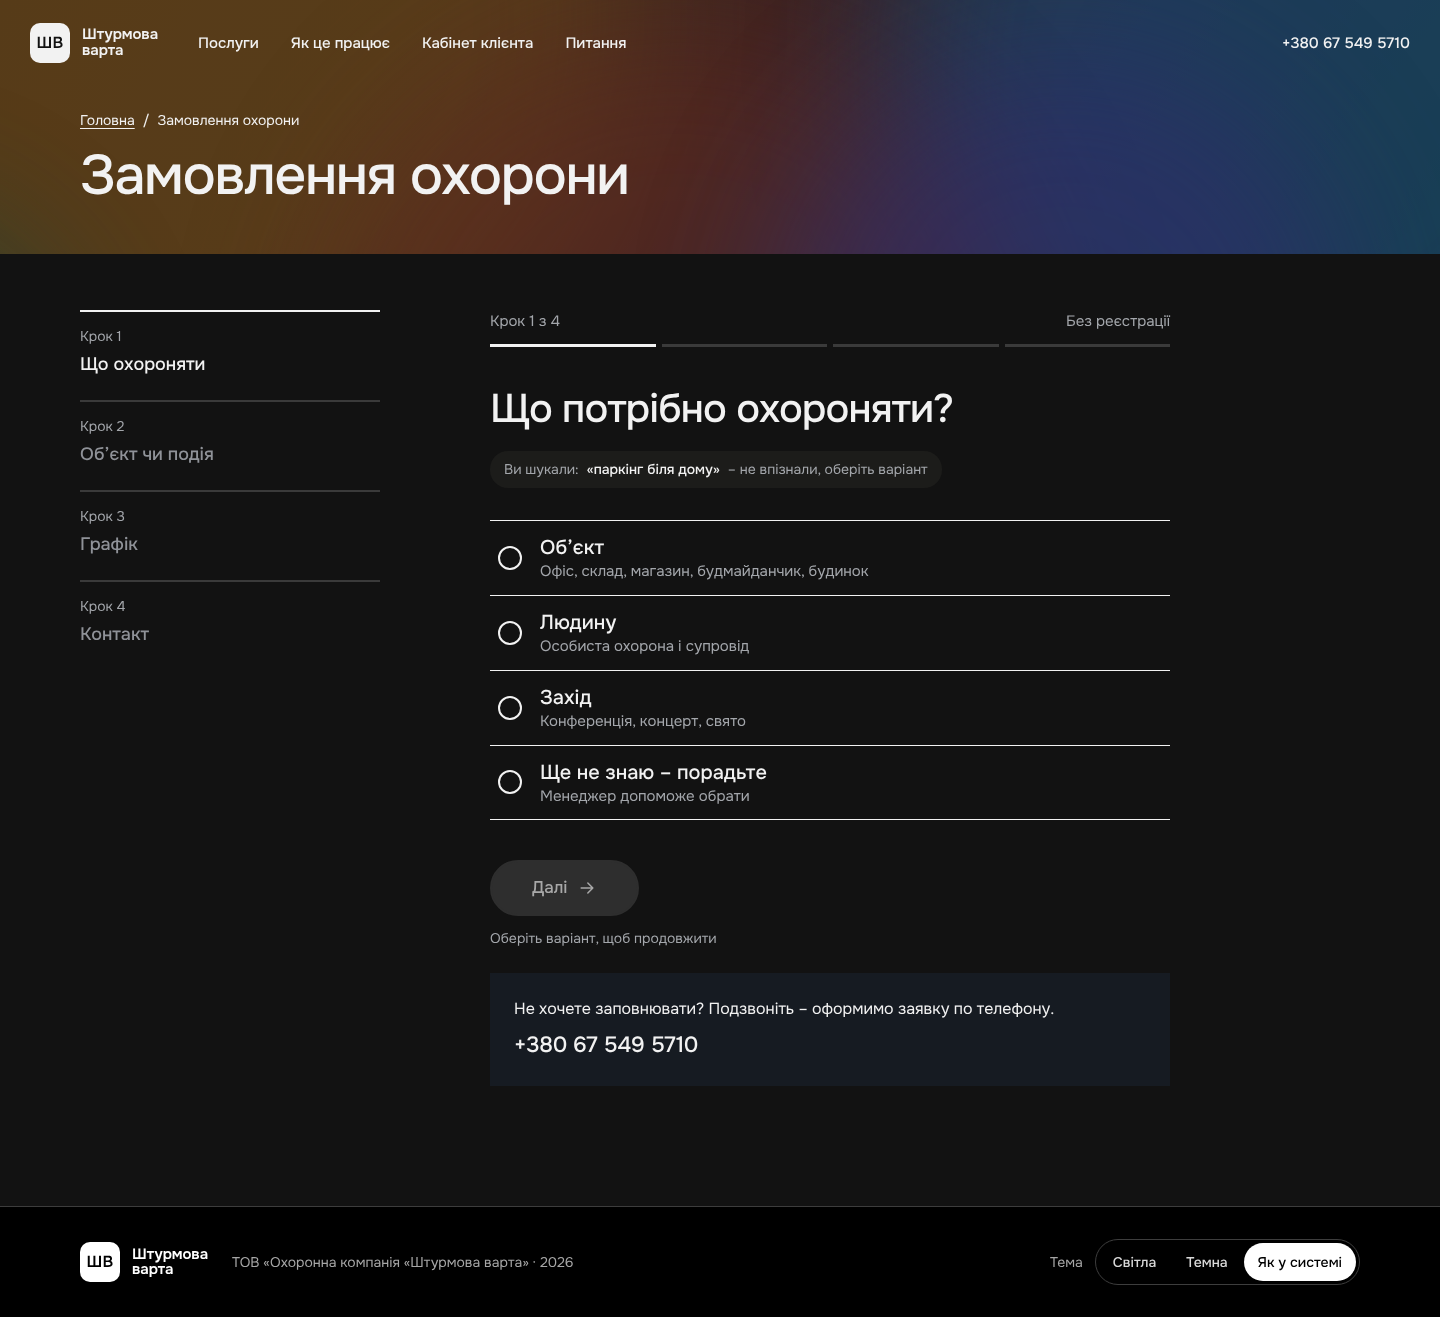 ШВ
Штурмова
варта
Послуги
Як це працює
Кабінет клієнта
Питання
+380 67 549 5710
Головна / Замовлення охорони
Замовлення охорони
Крок 1
Що охороняти
Крок 2
Об’єкт чи подія
Крок 3
Графік
Крок 4
Контакт
Крок 1 з 4
Без реєстрації
Що потрібно охороняти?
Ви шукали: «паркінг біля дому» – не впізнали, оберіть варіант
Об’єкт
Офіс, склад, магазин, будмайданчик, будинок
Людину
Особиста охорона і супровід
Захід
Конференція, концерт, свято
Ще не знаю – порадьте
Менеджер допоможе обрати
Далі →
Оберіть варіант, щоб продовжити
Не хочете заповнювати? Подзвоніть – оформимо заявку по телефону.
+380 67 549 5710
ШВ
Штурмова
варта
ТОВ «Охоронна компанія «Штурмова варта» · 2026
Тема
Світла
Темна
Як у системі